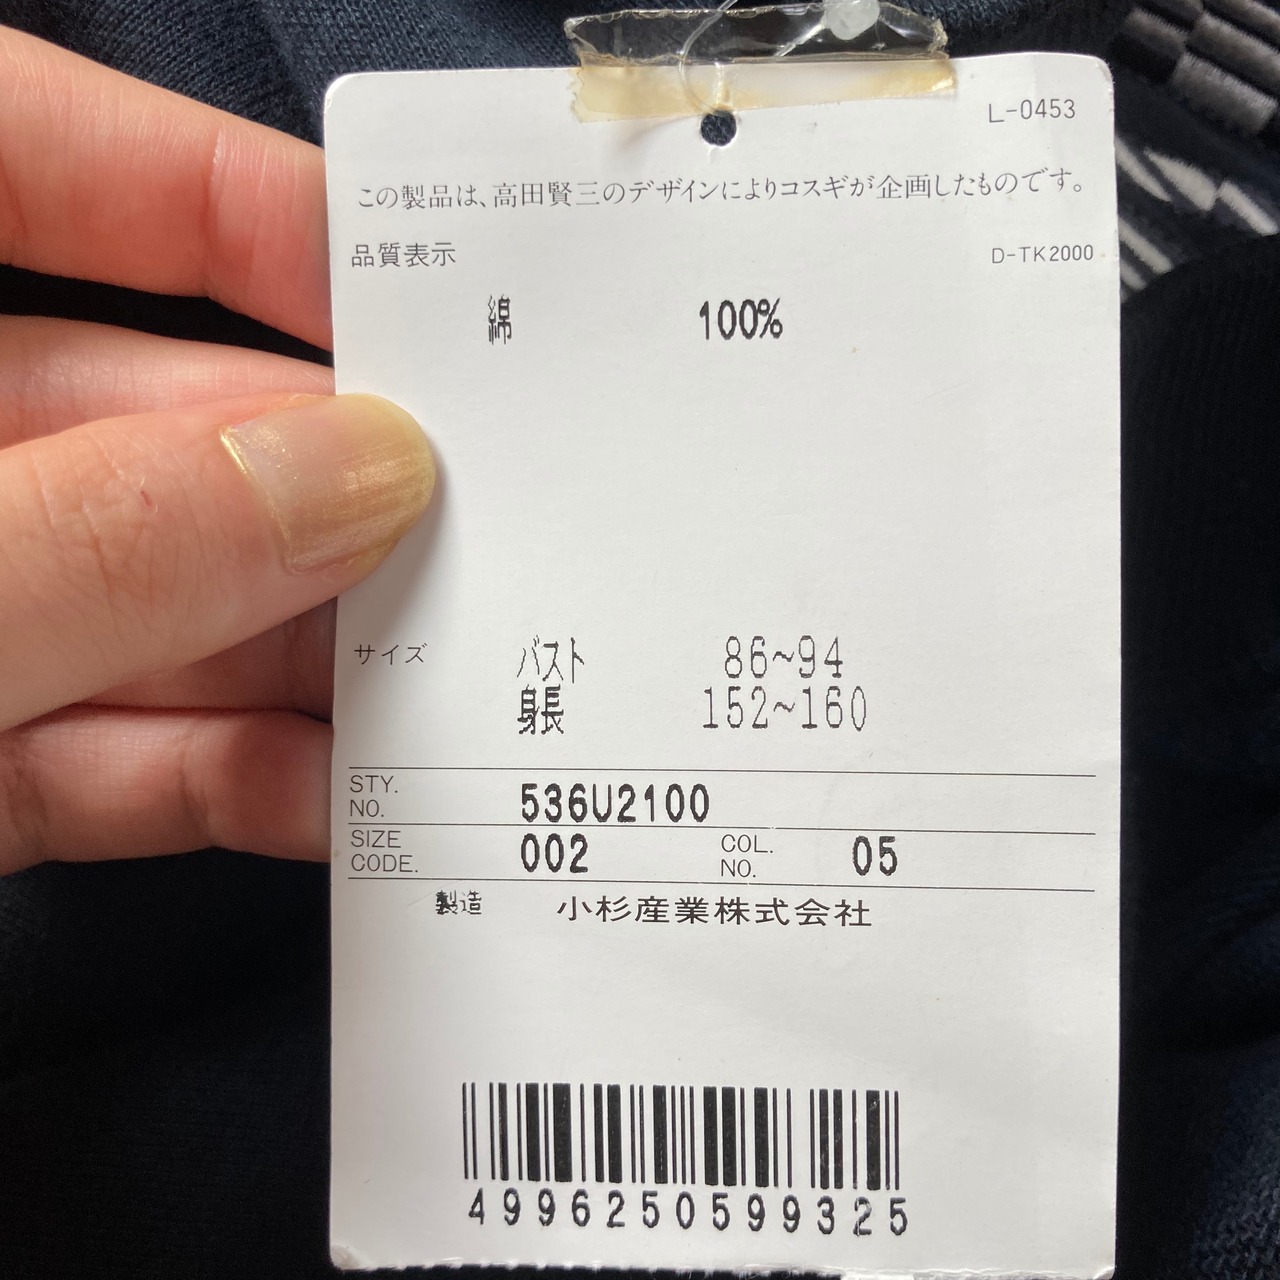 L-0453
この製品は、高田賢三のデザインによりコスギが企画したものです。
品質表示 D-TK2000
綿 100%
サイズ バスト 86~94
身長 152~160
STY. NO. 536U2100
SIZE CODE. 002 COL. NO. 05
製造 小杉産業株式会社
4996250599325